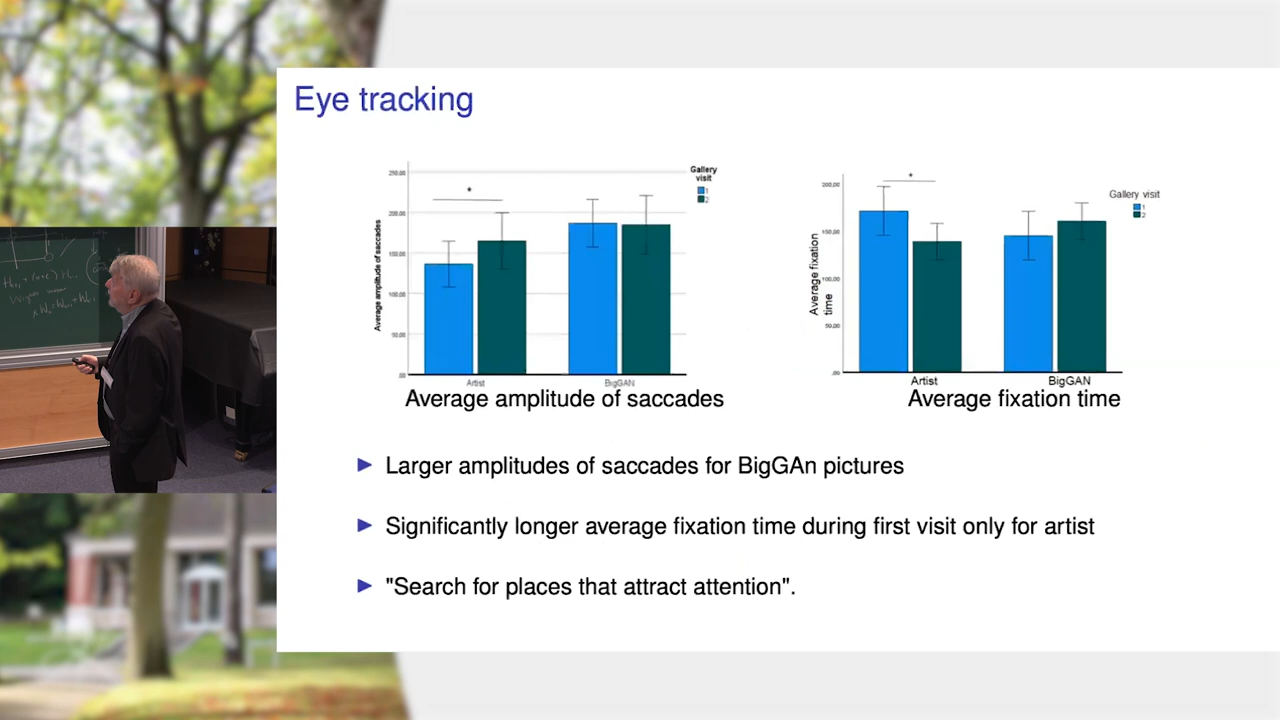 Eye tracking
Gallery
visit
1
2
250.00
200.00
150.00
100.00
50.00
.00
Average amplitude of saccades
*
Artist
BigGAN
Average amplitude of saccades
Gallery visit
1
2
200,00
150,00
100,00
50,00
,00
Average fixation
time
*
Artist
BigGAN
Average fixation time
Larger amplitudes of saccades for BigGAn pictures
Significantly longer average fixation time during first visit only for artist
"Search for places that attract attention".